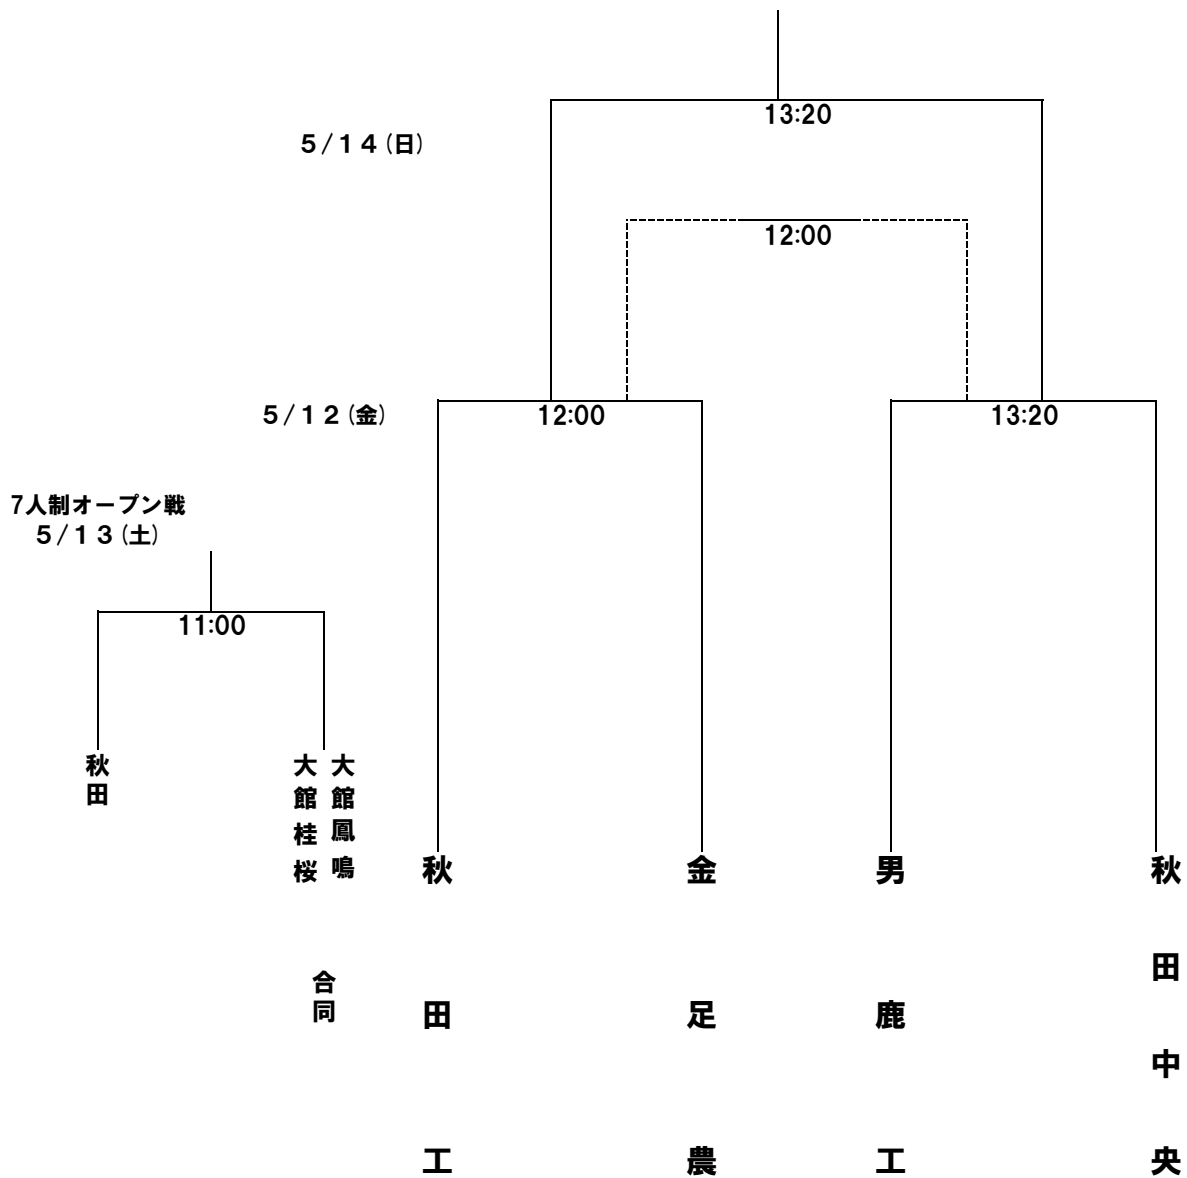 13:20
5/14(日)
12:00
5/12(金)
12:00
13:20
7人制オープン戦
5/13(土)
11:00
秋田
大館鳳鳴
大館桂桜
合同
秋田工
金足農
男鹿工
秋田中央